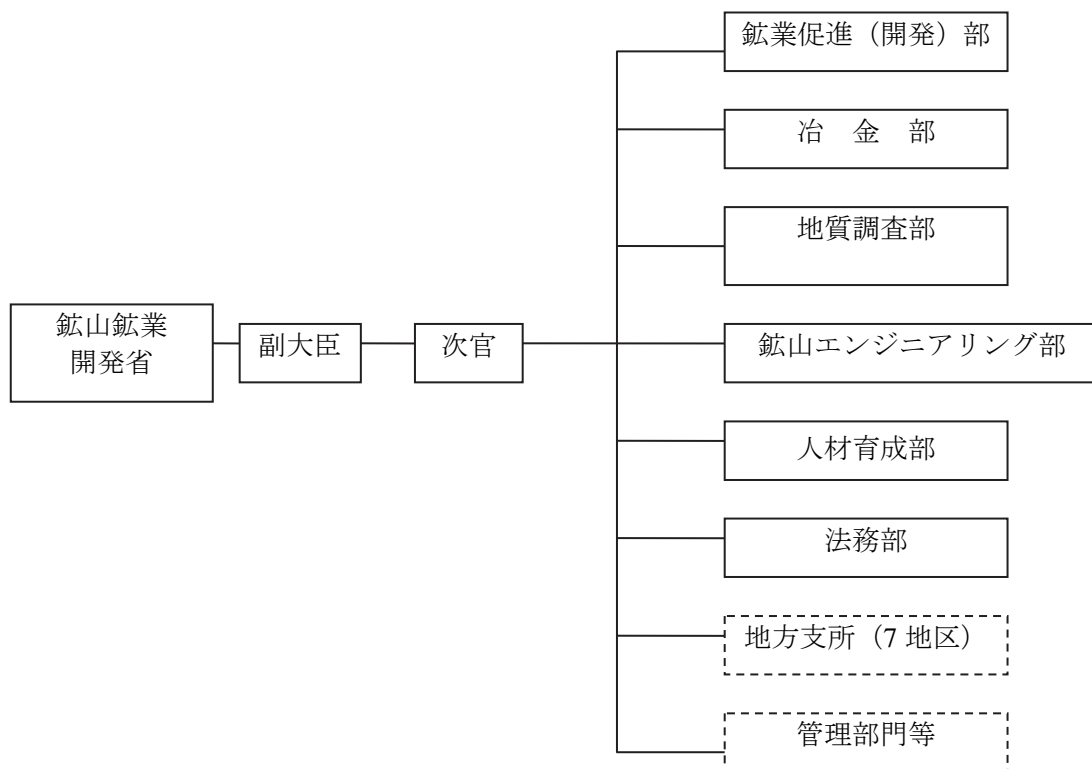 鉱業促進（開発）部
冶　金　部
地質調査部
鉱山鉱業
開発省
副大臣
次官
鉱山エンジニアリング部
人材育成部
法務部
地方支所（7 地区）
管理部門等